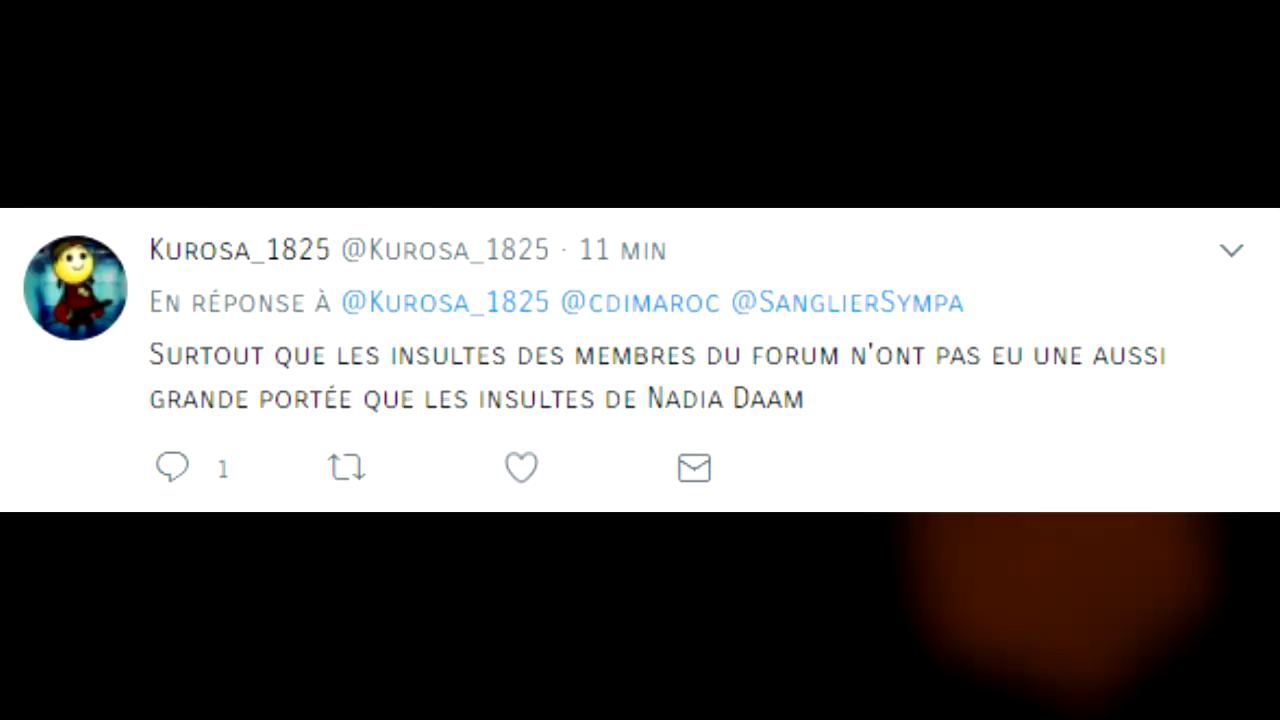 Kurosa_1825 @Kurosa_1825 · 11 min
En réponse à @Kurosa_1825 @cdimaroc @SanglierSympa
Surtout que les insultes des membres du forum n'ont pas eu une aussi
grande portée que les insultes de Nadia Daam
1